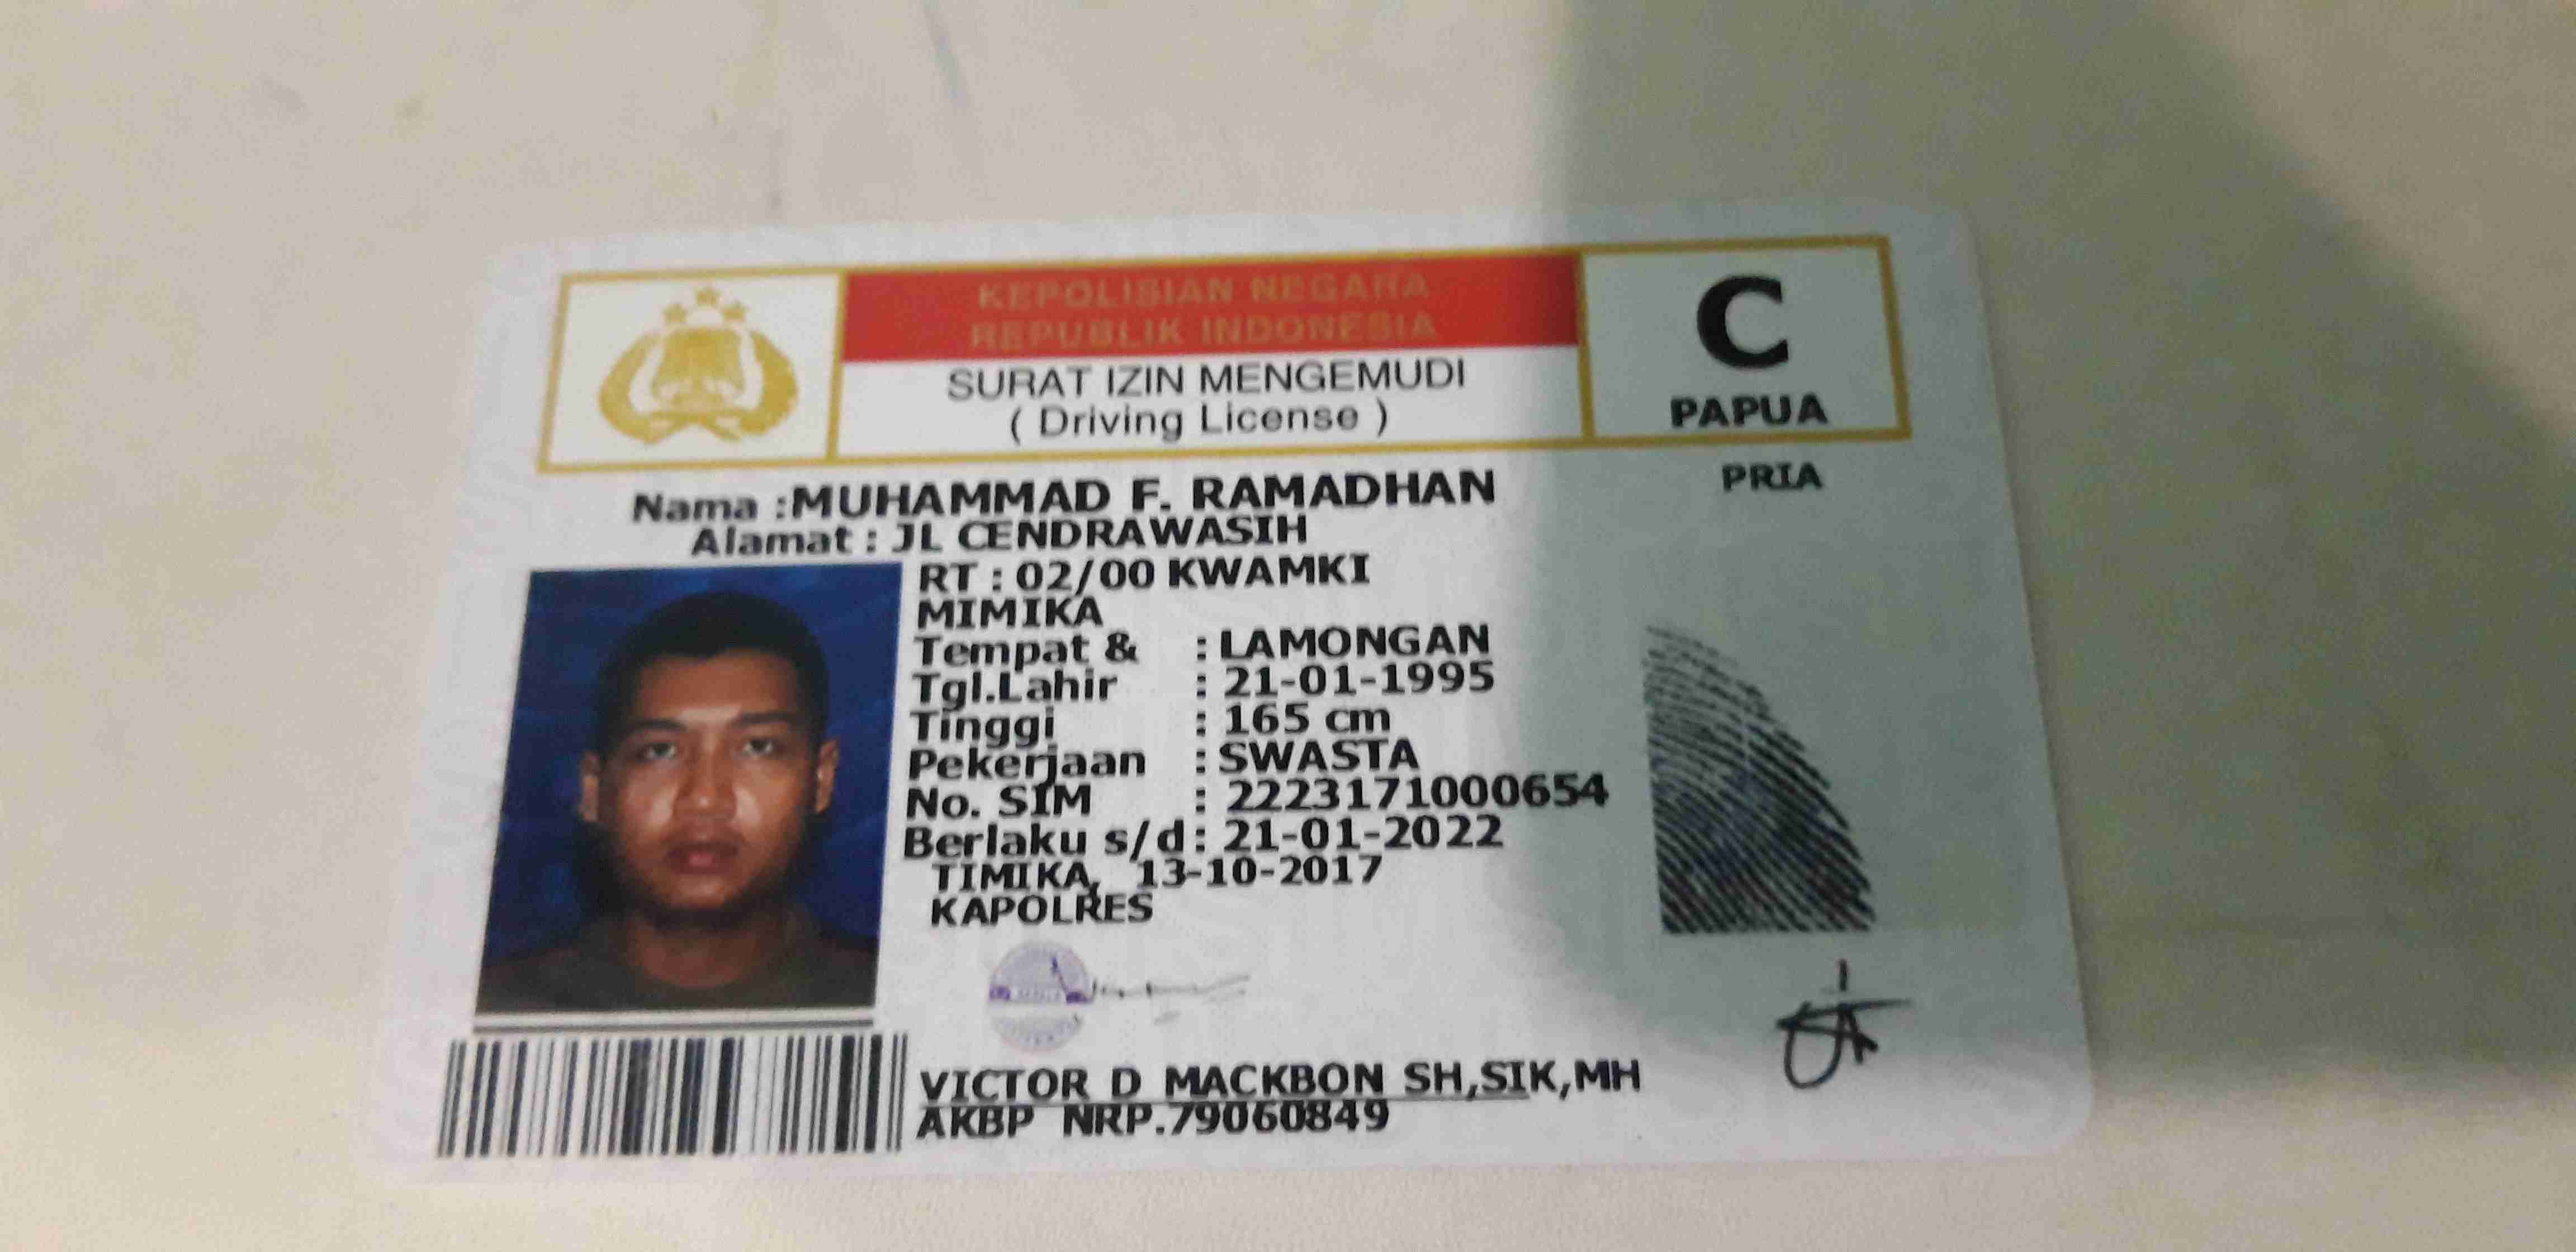 KEPOLISIAN NEGARA
REPUBLIK INDONESIA
SURAT IZIN MENGEMUDI
( Driving License )
C
PAPUA
PRIA
Nama :MUHAMMAD F. RAMADHAN
Alamat : JL CENDRAWASIH
RT : 02/00 KWAMKI
MIMIKA
Tempat & : LAMONGAN
Tgl.Lahir : 21-01-1995
Tinggi : 165 cm
Pekerjaan : SWASTA
No. SIM : 2223171000654
Berlaku s/d : 21-01-2022
TIMIKA, 13-10-2017
KAPOLRES
VICTOR D MACKBON SH,SIK,MH
AKBP NRP.79060849